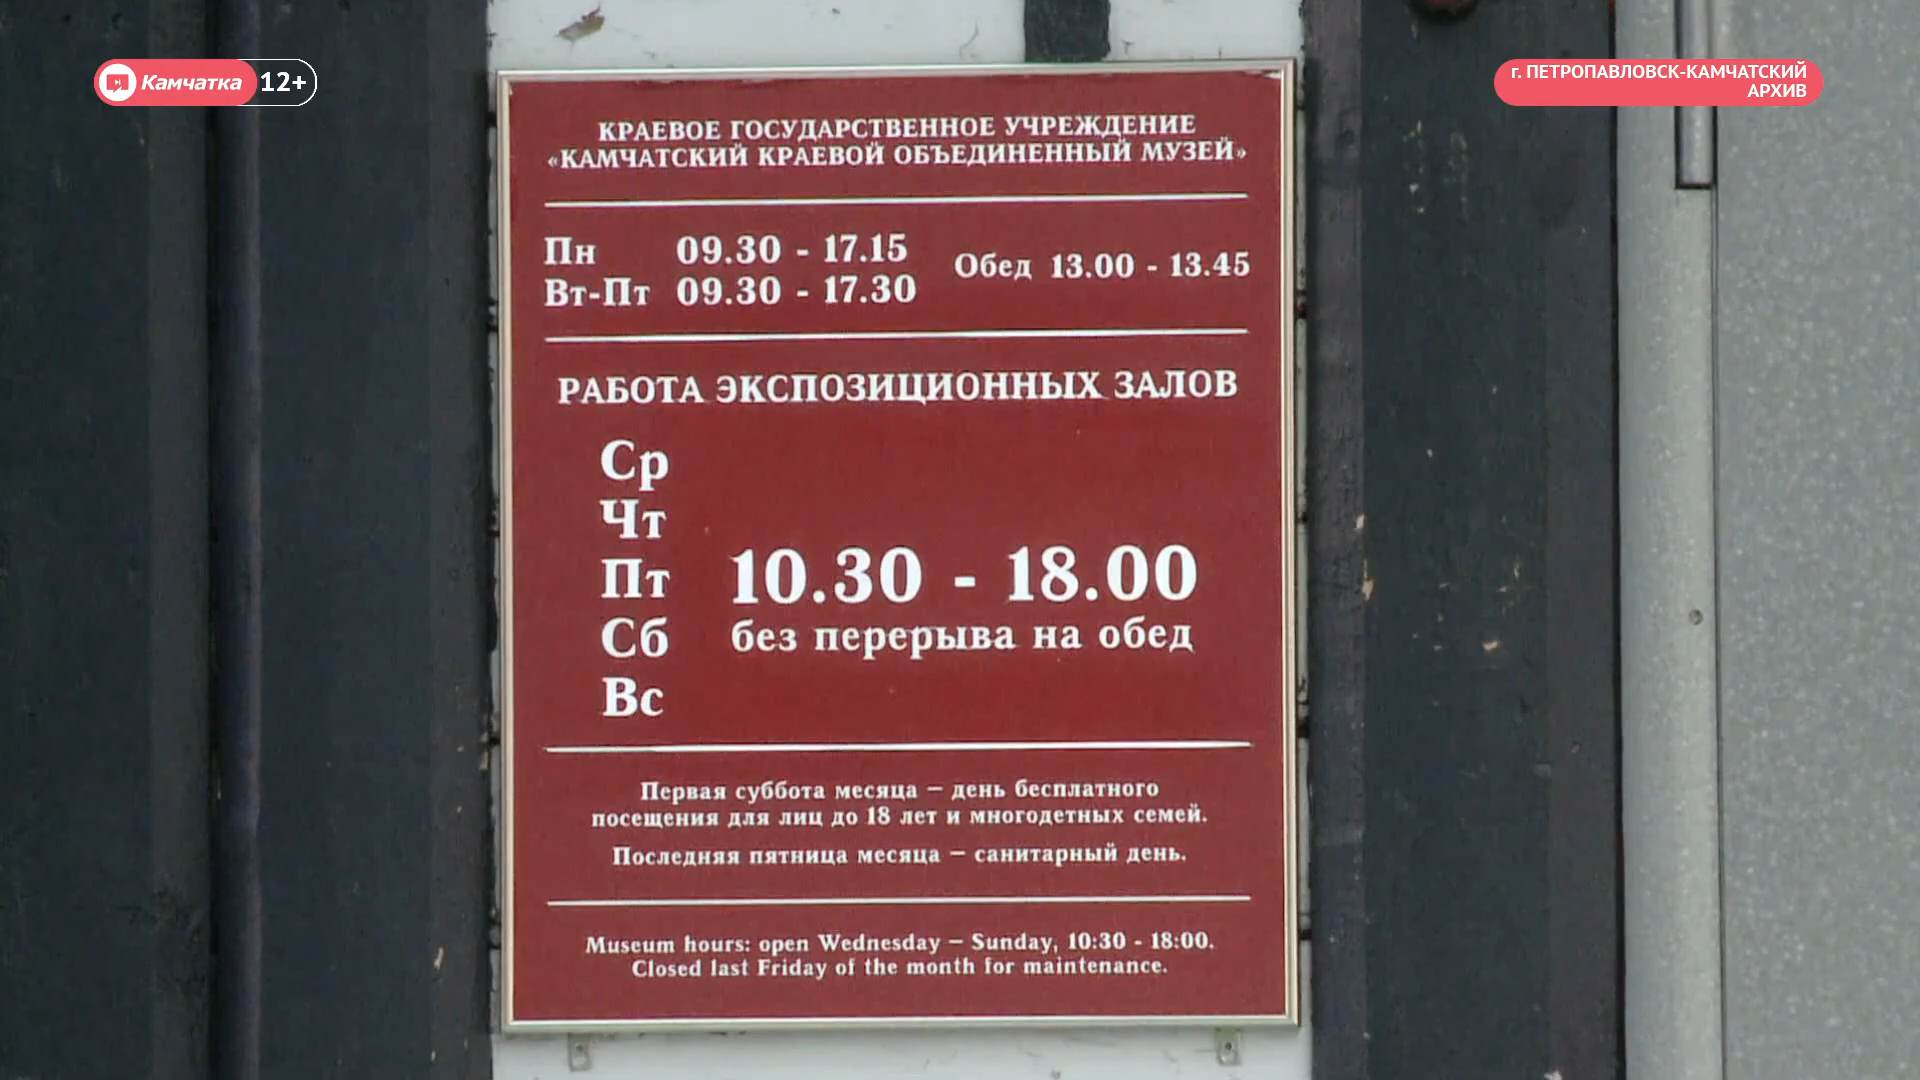 Камчатка 12+
г. ПЕТРОПАВЛОВСК-КАМЧАТСКИЙ
АРХИВ
КРАЕВОЕ ГОСУДАРСТВЕННОЕ УЧРЕЖДЕНИЕ
«КАМЧАТСКИЙ КРАЕВОЙ ОБЪЕДИНЕННЫЙ МУЗЕЙ»
Пн 09.30 - 17.15
Вт-Пт 09.30 - 17.30
Обед 13.00 - 13.45
РАБОТА ЭКСПОЗИЦИОННЫХ ЗАЛОВ
Ср
Чт
Пт
Сб
Вс
10.30 - 18.00
без перерыва на обед
Первая суббота месяца – день бесплатного
посещения для лиц до 18 лет и многодетных семей.
Последняя пятница месяца – санитарный день.
Museum hours: open Wednesday – Sunday, 10:30 - 18:00.
Closed last Friday of the month for maintenance.